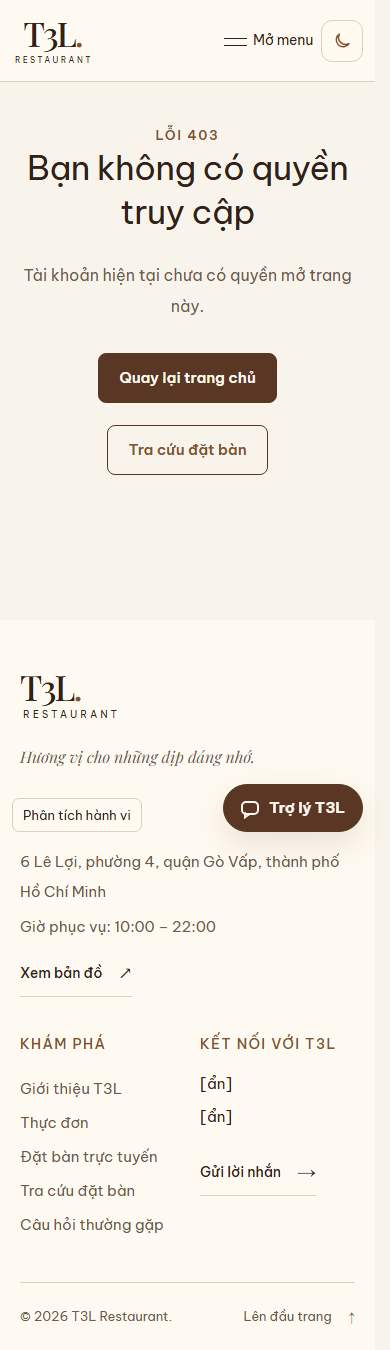 T3L.
RESTAURANT
Mở menu
LỖI 403
Bạn không có quyền
truy cập
Tài khoản hiện tại chưa có quyền mở trang
này.
Quay lại trang chủ
Tra cứu đặt bàn
T3L.
RESTAURANT
Hương vị cho những dịp đáng nhớ.
Phân tích hành vi
Trợ lý T3L
6 Lê Lợi, phường 4, quận Gò Vấp, thành phố
Hồ Chí Minh
Giờ phục vụ: 10:00 – 22:00
Xem bản đồ ↗
KHÁM PHÁ
Giới thiệu T3L
Thực đơn
Đặt bàn trực tuyến
Tra cứu đặt bàn
Câu hỏi thường gặp
KẾT NỐI VỚI T3L
[ẩn]
[ẩn]
Gửi lời nhắn →
© 2026 T3L Restaurant.
Lên đầu trang ↑